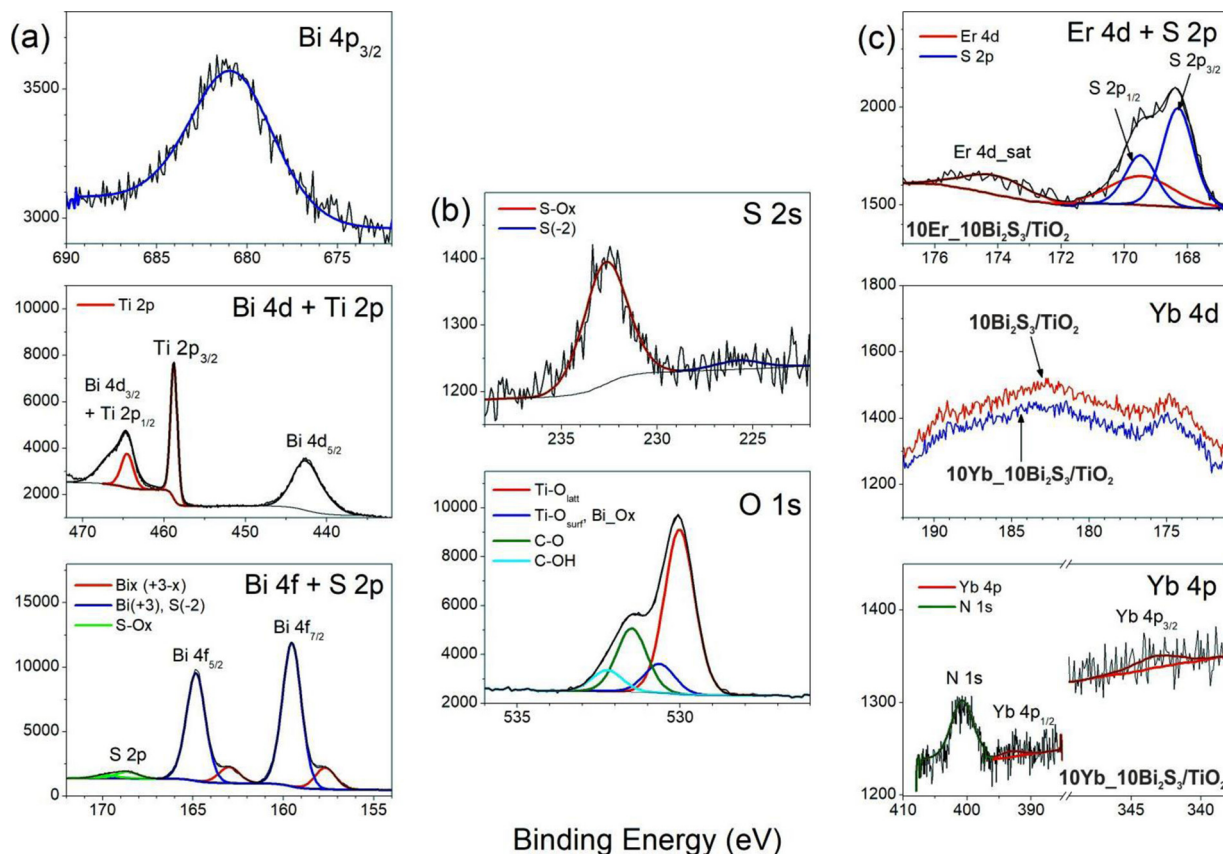 (a)
Bi 4p3/2
3500
3000
690
685
680
675
Bi 4d + Ti 2p
Ti 2p
10000
8000
6000
4000
2000
Ti 2p3/2
Bi 4d3/2
+ Ti 2p1/2
Bi 4d5/2
470
460
450
440
Bi 4f + S 2p
Bix (+3-x)
Bi(+3), S(-2)
S-Ox
15000
10000
5000
0
Bi 4f7/2
Bi 4f5/2
S 2p
170
165
160
155
(b)
S 2s
S-Ox
S(-2)
1400
1300
1200
235
230
225
O 1s
Ti-Olatt
Ti-Osurf, Bi_Ox
C-O
C-OH
10000
8000
6000
4000
2000
535
530
(c)
Er 4d + S 2p
Er 4d
S 2p
S 2p3/2
S 2p1/2
2000
Er 4d_sat
1500
10Er_10Bi2S3/TiO2
176
174
172
170
168
Yb 4d
1800
1600
1400
1200
10Bi2S3/TiO2
10Yb_10Bi2S3/TiO2
190
185
180
175
Yb 4p
Yb 4p
N 1s
1400
1300
1200
Yb 4p3/2
N 1s
Yb 4p1/2
10Yb_10Bi2S3/TiO2
410
400
390
345
340
Binding Energy (eV)